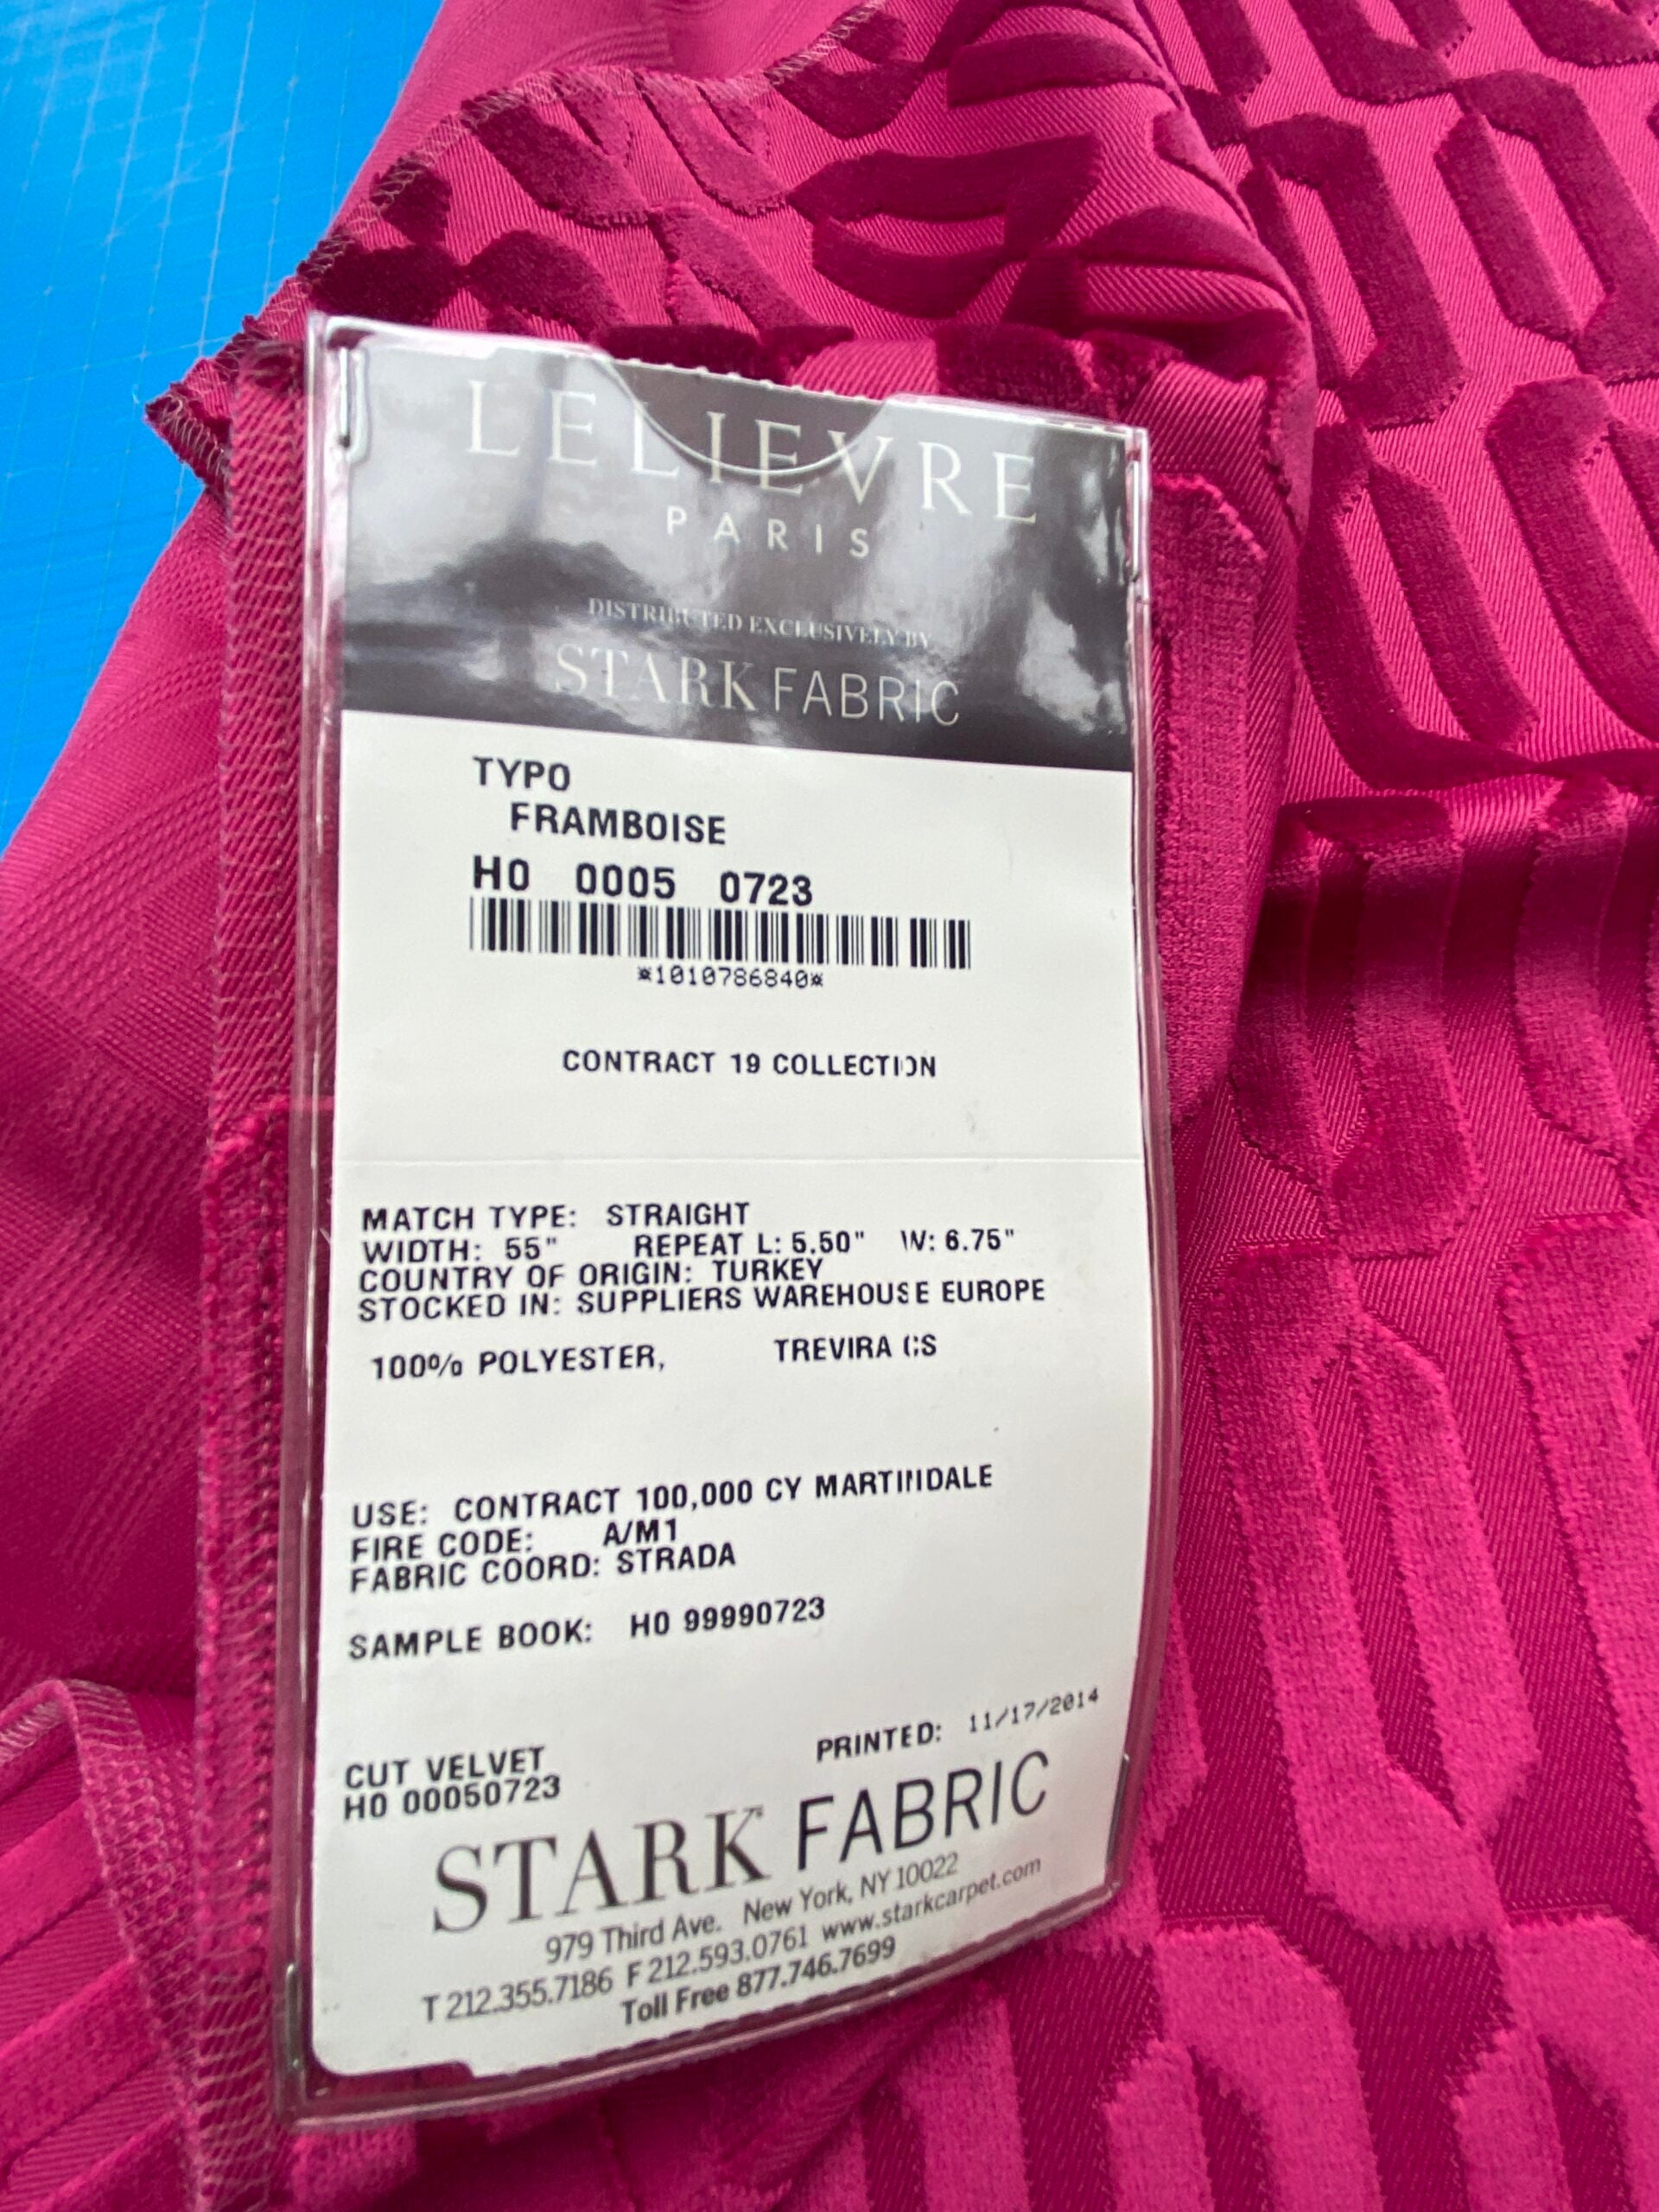 LELIEVRE
PARIS
DISTRIBUTED EXCLUSIVELY BY
STARK FABRIC
TYPO
FRAMBOISE
H0 0005 0723
*1010786840*
CONTRACT 19 COLLECTION
MATCH TYPE: STRAIGHT
WIDTH: 55" REPEAT L: 5.50" W: 6.75"
COUNTRY OF ORIGIN: TURKEY
STOCKED IN: SUPPLIERS WAREHOUSE EUROPE
100% POLYESTER, TREVIRA CS
USE: CONTRACT 100,000 CY MARTINDALE
FIRE CODE: A/M1
FABRIC COORD: STRADA
SAMPLE BOOK: H0 99990723
PRINTED: 11/17/2014
CUT VELVET
H0 00050723
STARK FABRIC
979 Third Ave. New York, NY 10022
T 212.355.7186 F 212.593.0761 www.starkcarpet.com
Toll Free 877.746.7699